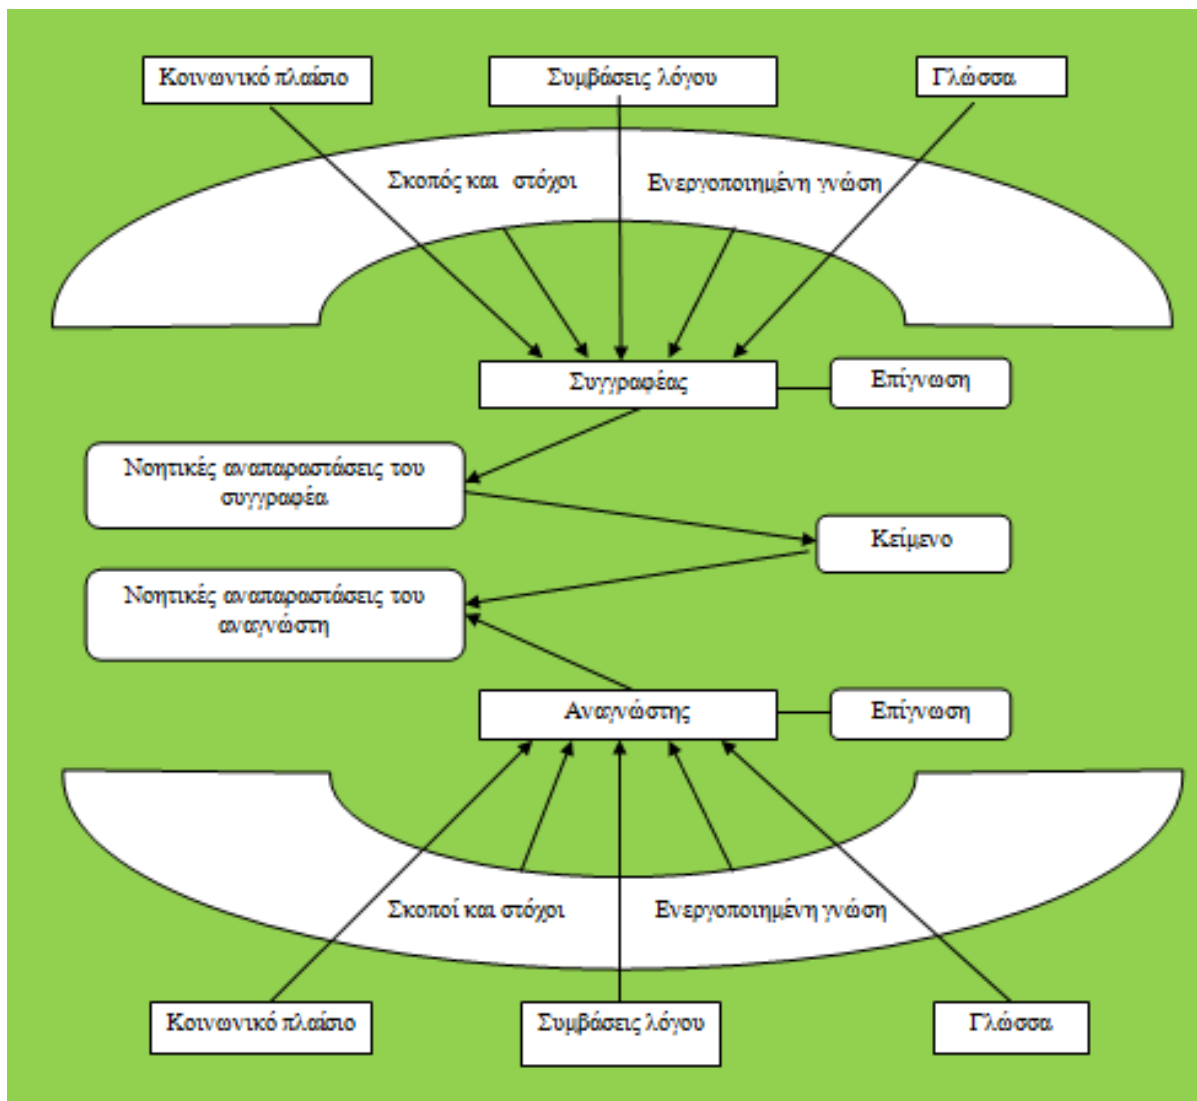 Κοινωνικό πλαίσιο
Συμβάσεις λόγου
Γλώσσα
Σκοπός και στόχοι
Ενεργοποιημένη γνώση
Συγγραφέας
Επίγνωση
Νοητικές αναπαραστάσεις του
συγγραφέα
Κείμενο
Νοητικές αναπαραστάσεις του
αναγνώστη
Αναγνώστης
Επίγνωση
Σκοποί και στόχοι
Ενεργοποιημένη γνώση
Κοινωνικό πλαίσιο
Συμβάσεις λόγου
Γλώσσα